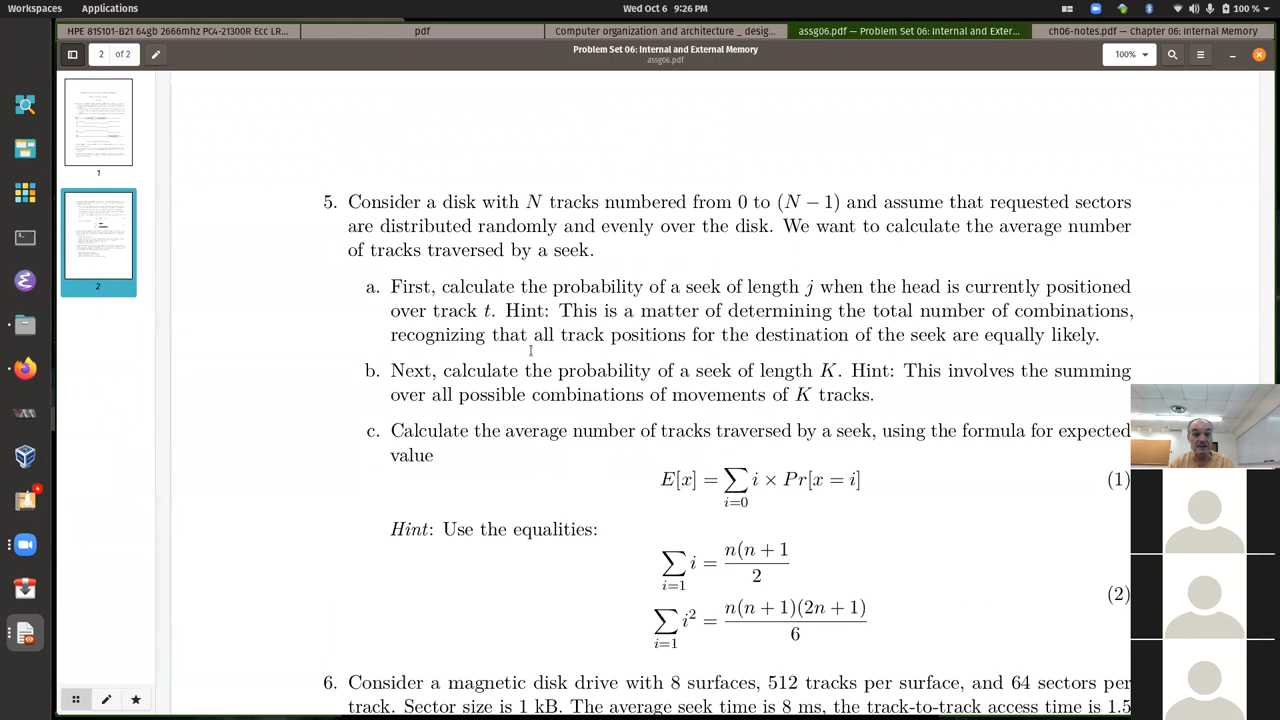 Workspaces Applications Wed Oct 6 9:26 PM 100 %
HPE 815101-B21 64gb 2666mhz PC4-21300R Ecc LR... pdf Computer organization and architecture _ desig... assg06.pdf — Problem Set 06: Internal and Exter... ch06-notes.pdf — Chapter 06: Internal Memory
2 of 2 Problem Set 06: Internal and External Memory 100%
assg06.pdf
1
2
5. Consider a disk with N tracks numbered from 0 to (N − 1) and assume that requested sectors
are distributed randomly and evenly over the disk. We want to calculate the average number
of tracks traversed by a seek.
a. First, calculate the probability of a seek of length j when the head is currently positioned
over track t. Hint: This is a matter of determining the total number of combinations,
recognizing that all track positions for the destination of the seek are equally likely.
b. Next, calculate the probability of a seek of length K. Hint: This involves the summing
over all possible combinations of movements of K tracks.
c. Calculate the average number of tracks traversed by a seek, using the formula for expected
value
E[x] = ∑ i=0 i × Pr[x = i] (1)
Hint: Use the equalities:
∑ i=1 i = n(n + 1 / 2
∑ i=1 i² = n(n + 1)(2n + 1) / 6 (2)
6. Consider a magnetic disk drive with 8 surfaces, 512 tracks per surface, and 64 sectors per
track. Sector size is 1 kB. The average seek time is 8 ms, the track-to-track access time is 1.5